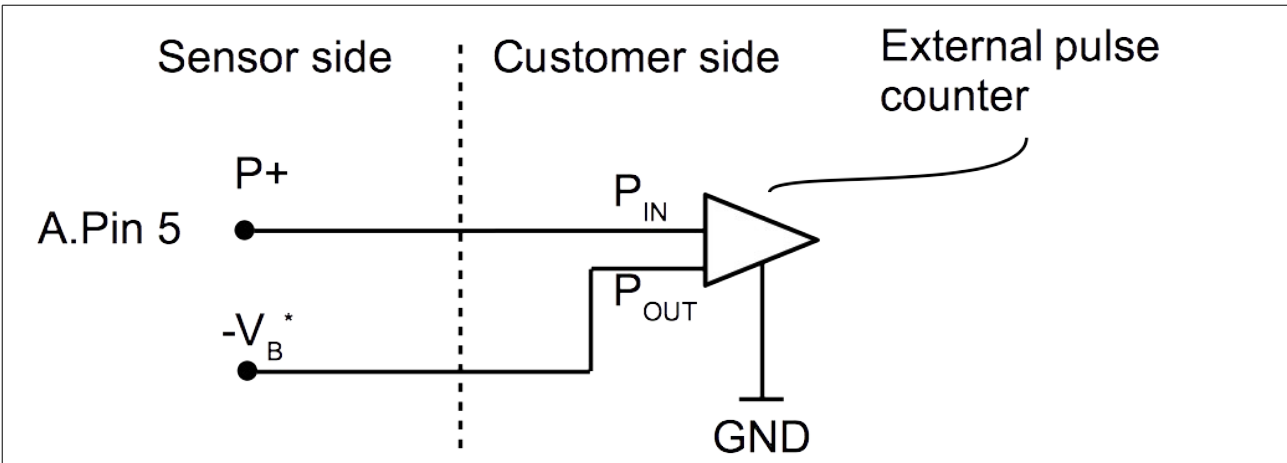 Sensor side
Customer side
External pulse
counter
P+
A.Pin 5
PIN
POUT
-VB*
GND